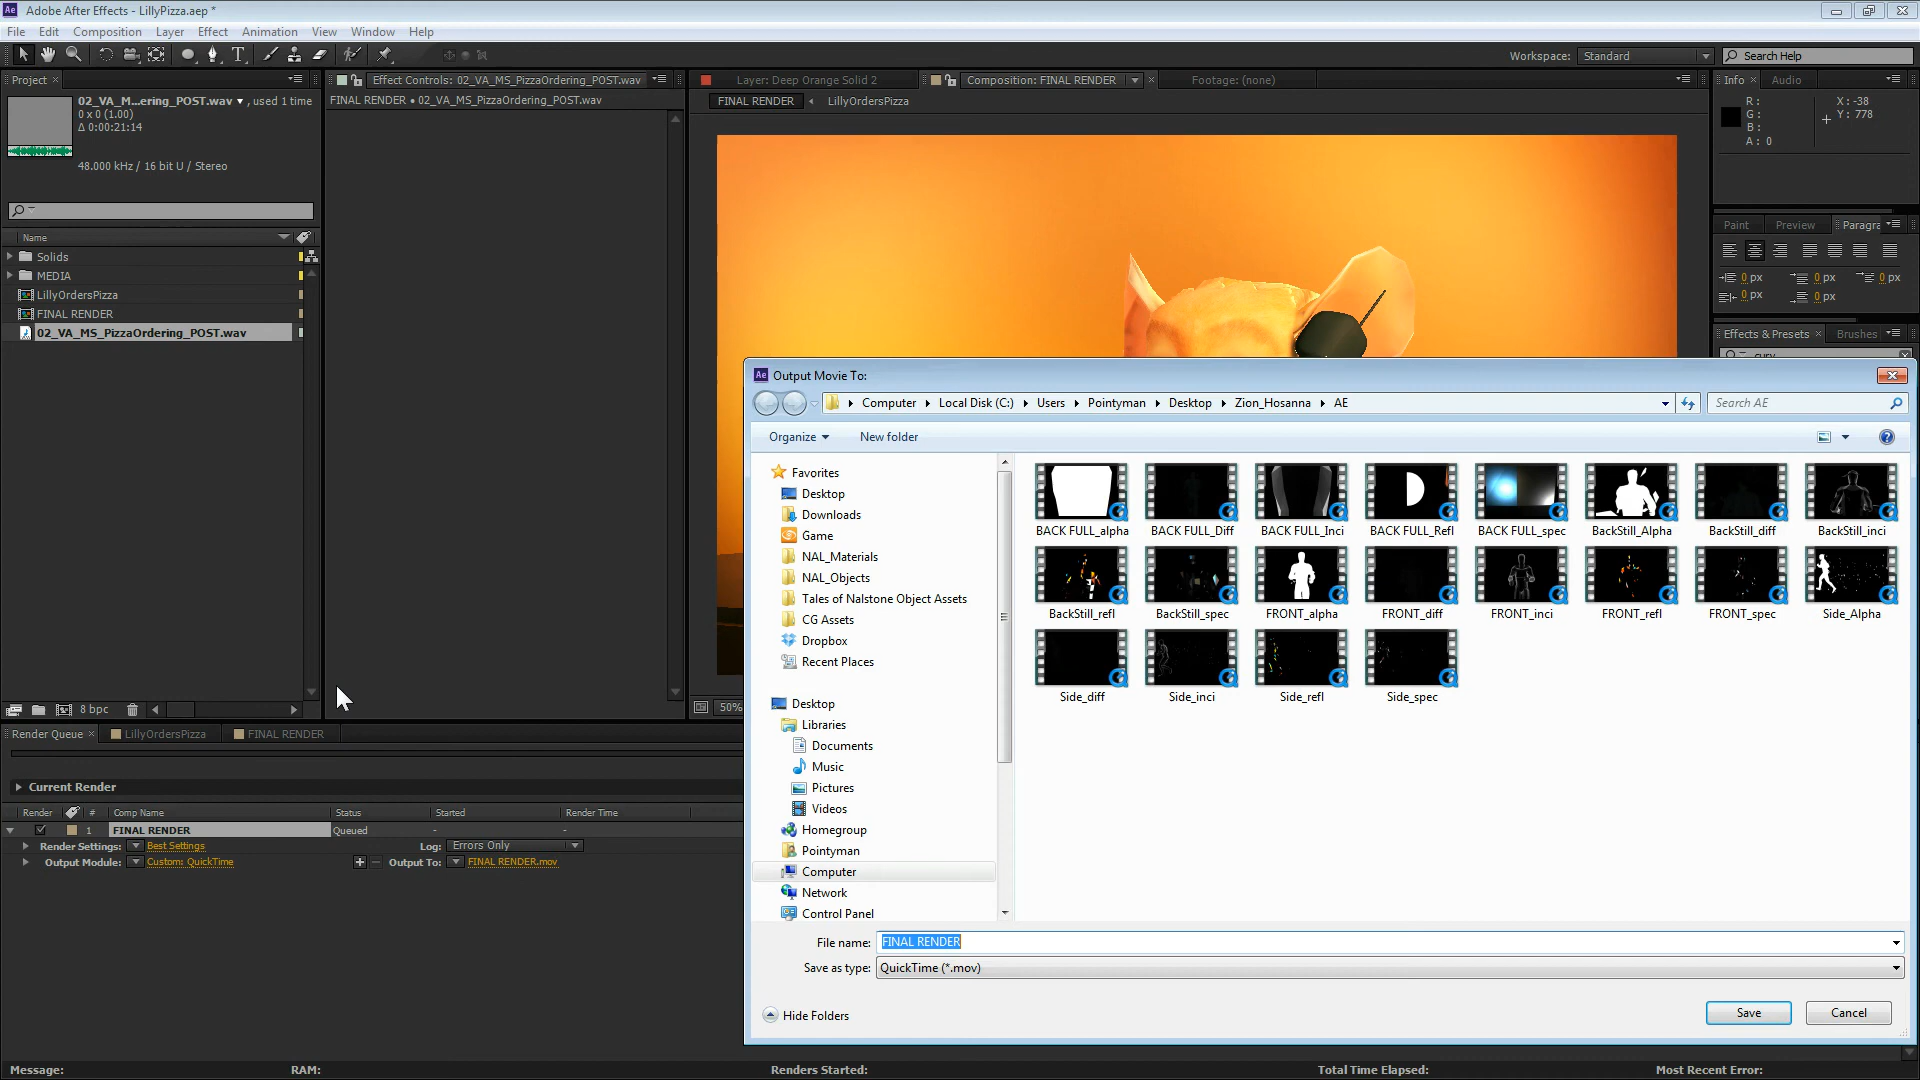 Ae Adobe After Effects - LillyPizza.aep *
File Edit Composition Layer Effect Animation View Window Help
Workspace: Standard Search Help
Project
02_VA_M...ering_POST.wav , used 1 time
0 x 0 (1.00)
Δ 0:00:21:14
48.000 kHz / 16 bit U / Stereo
Name
Solids
MEDIA
LillyOrdersPizza
FINAL RENDER
02_VA_MS_PizzaOrdering_POST.wav
8 bpc
Effect Controls: 02_VA_MS_PizzaOrdering_POST.wav
FINAL RENDER • 02_VA_MS_PizzaOrdering_POST.wav
Layer: Deep Orange Solid 2 Composition: FINAL RENDER Footage: (none)
FINAL RENDER LillyOrdersPizza
50%
Info Audio
R: X: -38
G: Y: 778
B:
A: 0
Paint Preview Paragra
0 px 0 px 0 px
0 px 0 px
Effects & Presets Brushes
Ae Output Movie To:
Computer Local Disk (C:) Users Pointyman Desktop Zion_Hosanna AE Search AE
Organize New folder
Favorites
Desktop
Downloads
Game
NAL_Materials
NAL_Objects
Tales of Nalstone Object Assets
CG Assets
Dropbox
Recent Places
Desktop
Libraries
Documents
Music
Pictures
Videos
Homegroup
Pointyman
Computer
Network
Control Panel
BACK FULL_alpha BACK FULL_Diff BACK FULL_Inci BACK FULL_Refl BACK FULL_spec BackStill_Alpha BackStill_diff BackStill_inci
BackStill_refl BackStill_spec FRONT_alpha FRONT_diff FRONT_inci FRONT_refl FRONT_spec Side_Alpha
Side_diff Side_inci Side_refl Side_spec
File name: FINAL RENDER
Save as type: QuickTime (*.mov)
Hide Folders Save Cancel
Render Queue LillyOrdersPizza FINAL RENDER
Current Render
Render # Comp Name Status Started Render Time
1 FINAL RENDER Queued - -
Render Settings: Best Settings Log: Errors Only
Output Module: Custom: QuickTime Output To: FINAL RENDER.mov
Message: RAM: Renders Started: Total Time Elapsed: Most Recent Error: